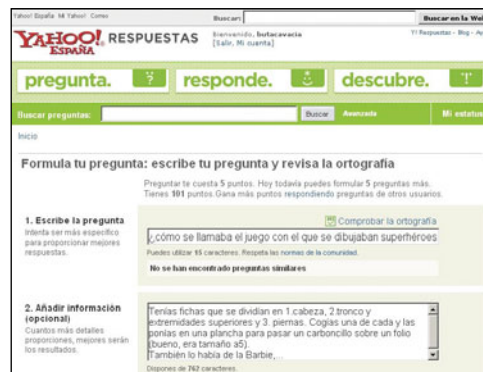 Yahoo! España Mi Yahoo! Correo
Buscar:
Buscar en la Web
YAHOO! RESPUESTAS
ESPAÑA
Bienvenido, butacavacia
[Salir, Mi cuenta]
Y! Respuestas - Blog - Ay
pregunta. ? responde. descubre. "!"
Buscar preguntas: Buscar Avanzada Mi estatus
Inicio
Formula tu pregunta: escribe tu pregunta y revisa la ortografía
Preguntar te cuesta 5 puntos. Hoy todavía puedes formular 5 preguntas más.
Tienes 101 puntos.Gana más puntos respondiendo preguntas de otros usuarios.
1. Escribe la pregunta
Intenta ser más específico
para proporcionar mejores
respuestas.
Comprobar la ortografía
¿cómo se llamaba el juego con el que se dibujaban superhéroes
Puedes utilizar 15 caracteres. Respeta las normas de la comunidad.
No se han encontrado preguntas similares
2. Añadir información
(opcional)
Cuantos más detalles
proporciones, mejores serán
los resultados.
Tenías fichas que se dividían en 1.cabeza, 2.tronco y
extremidades superiores y 3. piernas. Cogías una de cada y las
ponías en una plancha para pasar un carboncillo sobre un folio
(bueno, era tamaño a5).
También lo había de la Barbie,...
Dispones de 762 caracteres.